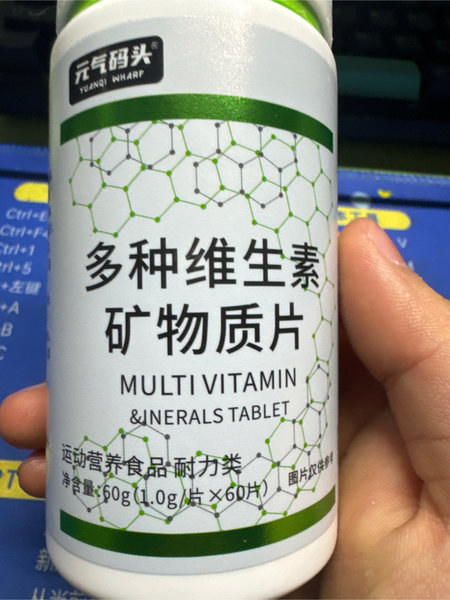 元气码头®
YUANQI WHARF
多种维生素
矿物质片
MULTI VITAMIN
&INERALS TABLET
运动营养食品 耐力类
净含量:60g(1.0g/片×60片)
图片仅供参考
Ctrl+E
Ctrl+F
Ctrl+1
Ctrl+5
+左键
+A
+B
+C
V